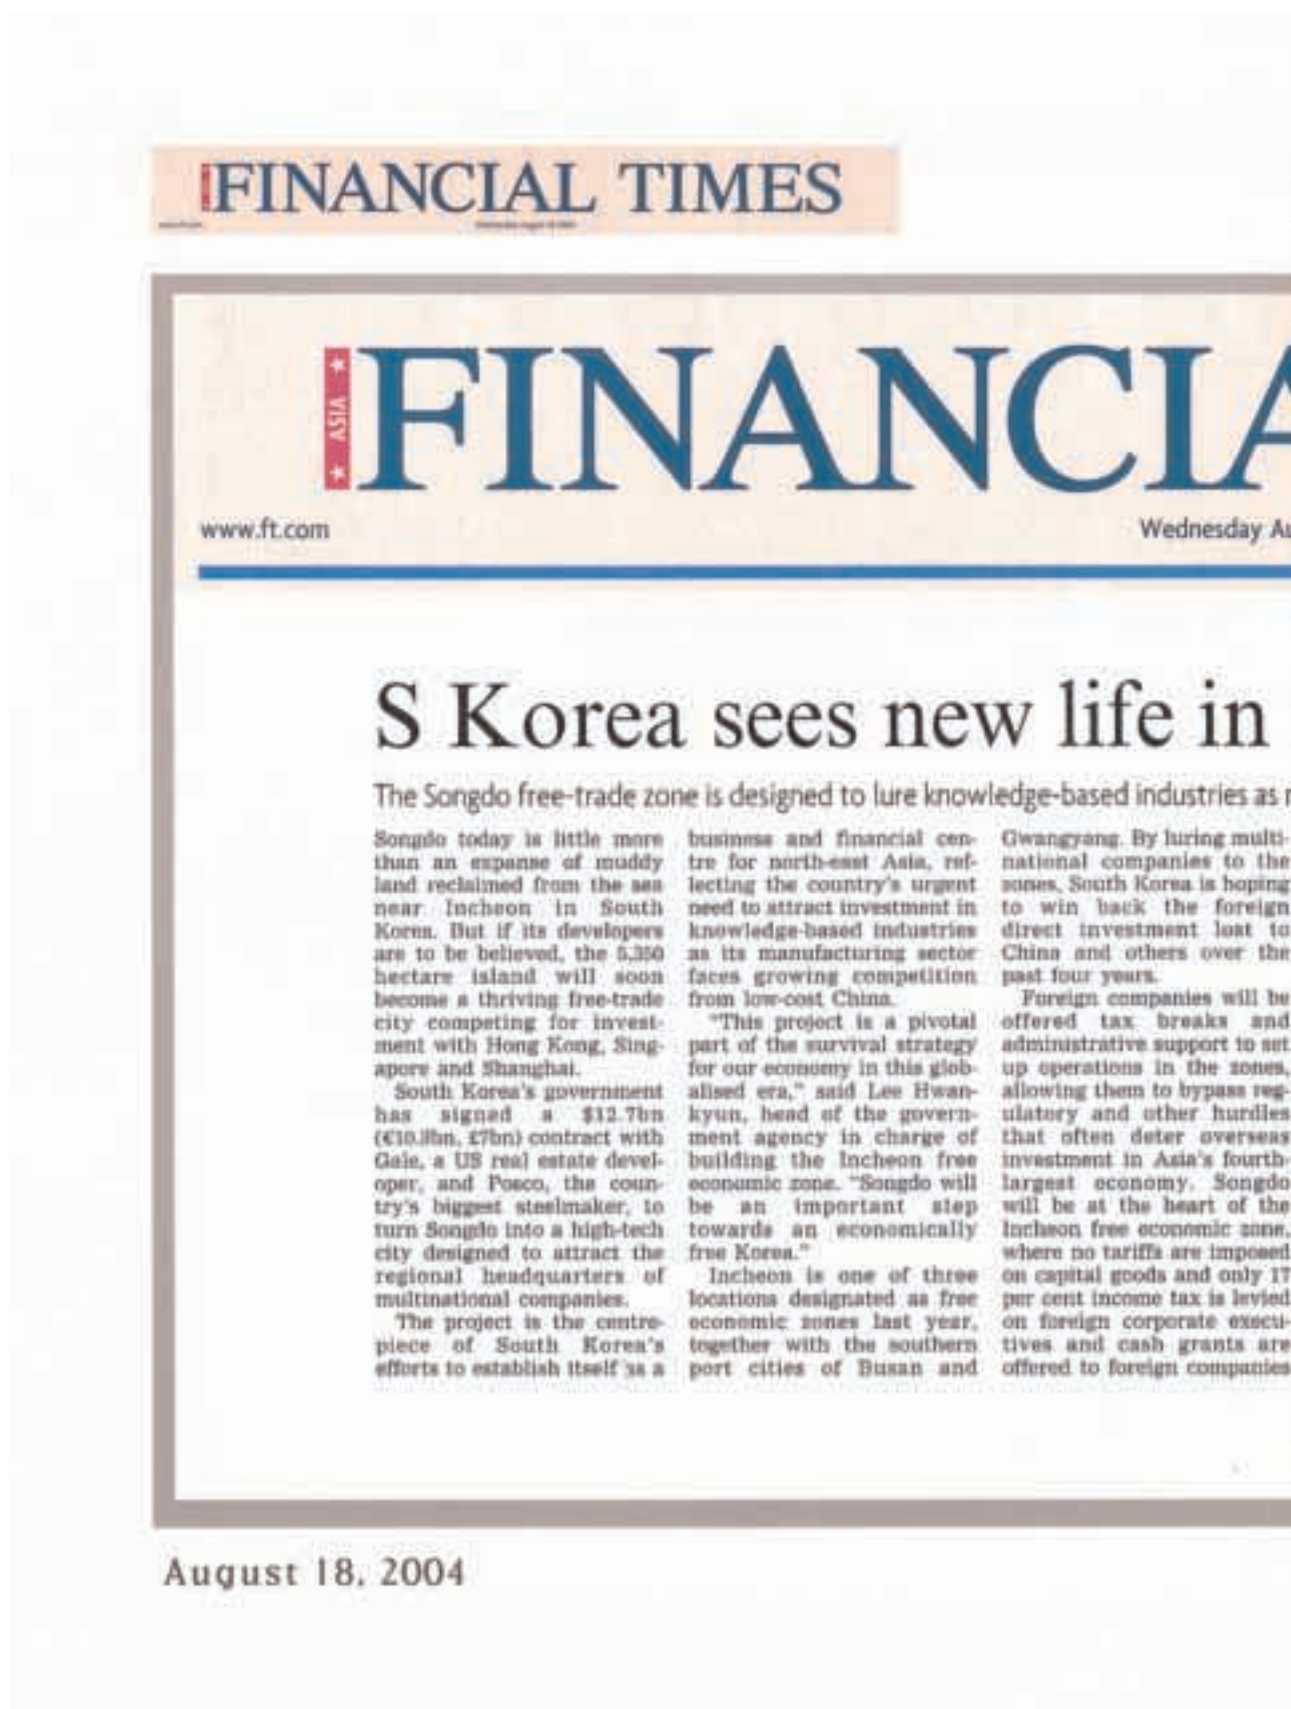 FINANCIAL TIMES
★ ASIA ★
FINANCIA
www.ft.com
Wednesday Au
S Korea sees new life in
The Songdo free-trade zone is designed to lure knowledge-based industries as
Songdo today is little more
than an expanse of muddy
land reclaimed from the sea
near Incheon in South
Korea. But if its developers
are to be believed, the 5,350
hectare island will soon
become a thriving free-trade
city competing for invest-
ment with Hong Kong, Sing-
apore and Shanghai.
South Korea's government
has signed a $12.7bn
(€10.3bn, £7bn) contract with
Gale, a US real estate devel-
oper, and Posco, the coun-
try's biggest steelmaker, to
turn Songdo into a high-tech
city designed to attract the
regional headquarters of
multinational companies.
The project is the centre-
piece of South Korea's
efforts to establish itself as a
business and financial cen-
tre for north-east Asia, ref-
lecting the country's urgent
need to attract investment in
knowledge-based industries
as its manufacturing sector
faces growing competition
from low-cost China.
"This project is a pivotal
part of the survival strategy
for our economy in this glob-
alised era," said Lee Hwan-
kyun, head of the govern-
ment agency in charge of
building the Incheon free
economic zone. "Songdo will
be an important step
towards an economically
free Korea."
Incheon is one of three
locations designated as free
economic zones last year,
together with the southern
port cities of Busan and
Gwangyang. By luring multi-
national companies to the
zones, South Korea is hoping
to win back the foreign
direct investment lost to
China and others over the
past four years.
Foreign companies will be
offered tax breaks and
administrative support to set
up operations in the zones,
allowing them to bypass reg-
ulatory and other hurdles
that often deter overseas
investment in Asia's fourth-
largest economy. Songdo
will be at the heart of the
Incheon free economic zone,
where no tariffs are imposed
on capital goods and only 17
per cent income tax is levied
on foreign corporate execu-
tives and cash grants are
offered to foreign companies
August 18, 2004